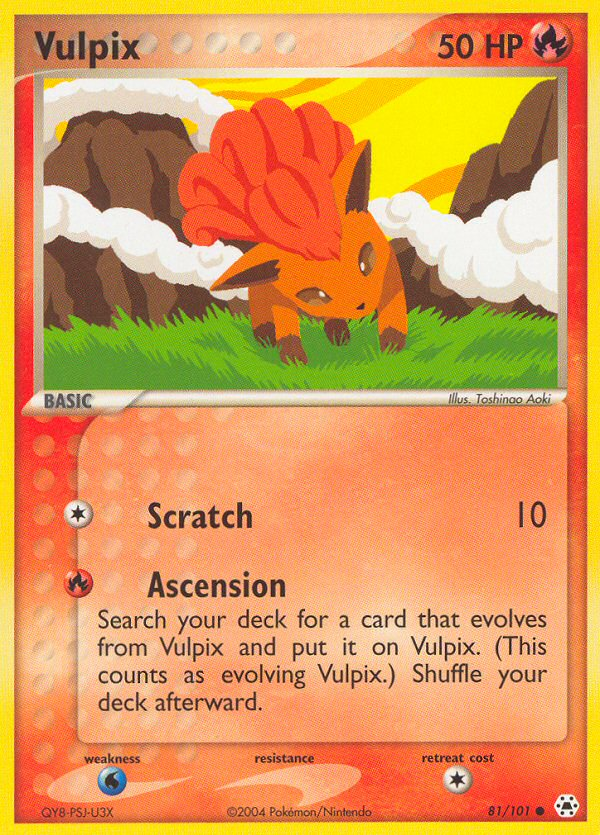 Vulpix 50 HP
BASIC Illus. Toshinao Aoki
Scratch 10
Ascension
Search your deck for a card that evolves
from Vulpix and put it on Vulpix. (This
counts as evolving Vulpix.) Shuffle your
deck afterward.
weakness resistance retreat cost
QY8-PSJ-U3X ©2004 Pokémon/Nintendo 81/101